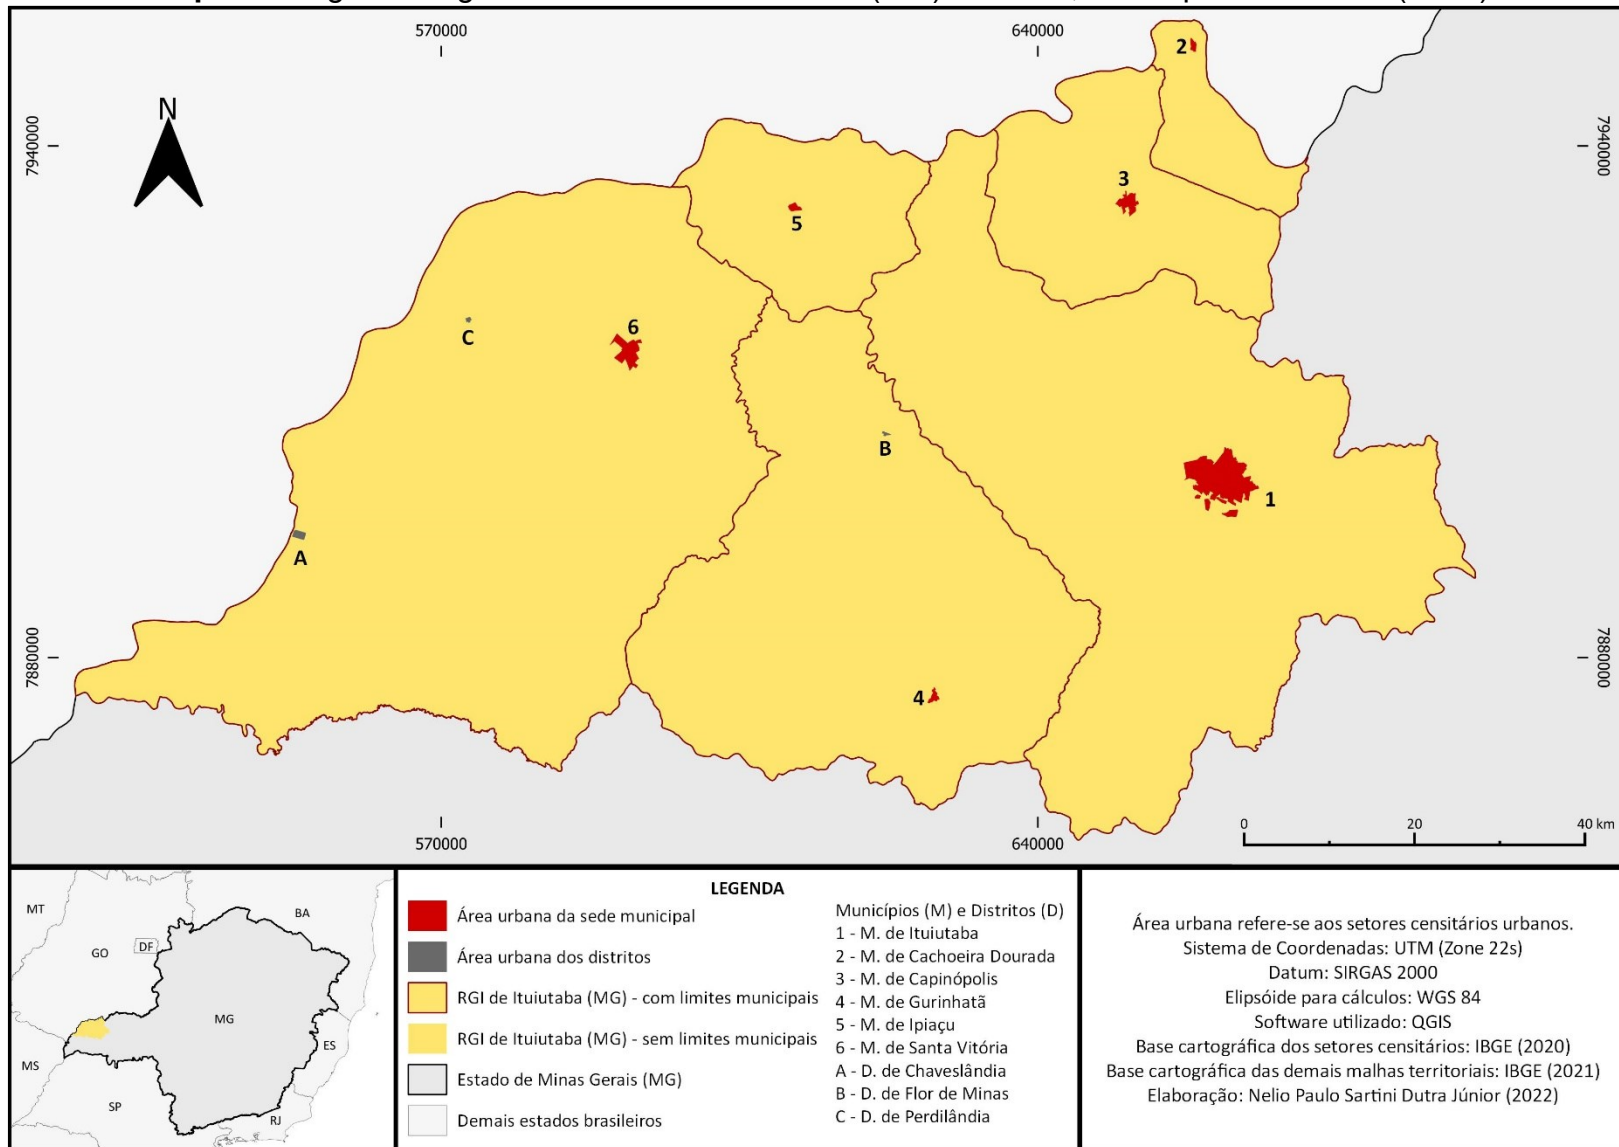 570000
640000
N
7940000
7940000
2
3
5
C
6
B
1
A
7880000
7880000
4
570000
640000
0 20 40 km
MT
BA
GO
DF
MG
ES
MS
SP
RJ
LEGENDA
Área urbana da sede municipal
Área urbana dos distritos
RGI de Ituiutaba (MG) - com limites municipais
RGI de Ituiutaba (MG) - sem limites municipais
Estado de Minas Gerais (MG)
Demais estados brasileiros
Municípios (M) e Distritos (D)
1 - M. de Ituiutaba
2 - M. de Cachoeira Dourada
3 - M. de Capinópolis
4 - M. de Gurinhatã
5 - M. de Ipiaçu
6 - M. de Santa Vitória
A - D. de Chaveslândia
B - D. de Flor de Minas
C - D. de Perdilândia
Área urbana refere-se aos setores censitários urbanos.
Sistema de Coordenadas: UTM (Zone 22s)
Datum: SIRGAS 2000
Elipsóide para cálculos: WGS 84
Software utilizado: QGIS
Base cartográfica dos setores censitários: IBGE (2020)
Base cartográfica das demais malhas territoriais: IBGE (2021)
Elaboração: Nelio Paulo Sartini Dutra Júnior (2022)